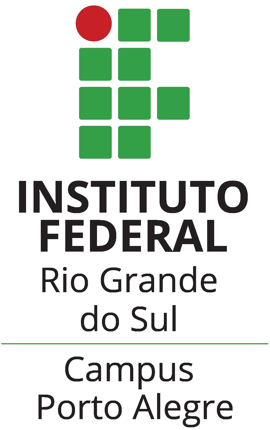 INSTITUTO
FEDERAL
Rio Grande
do Sul
Campus
Porto Alegre